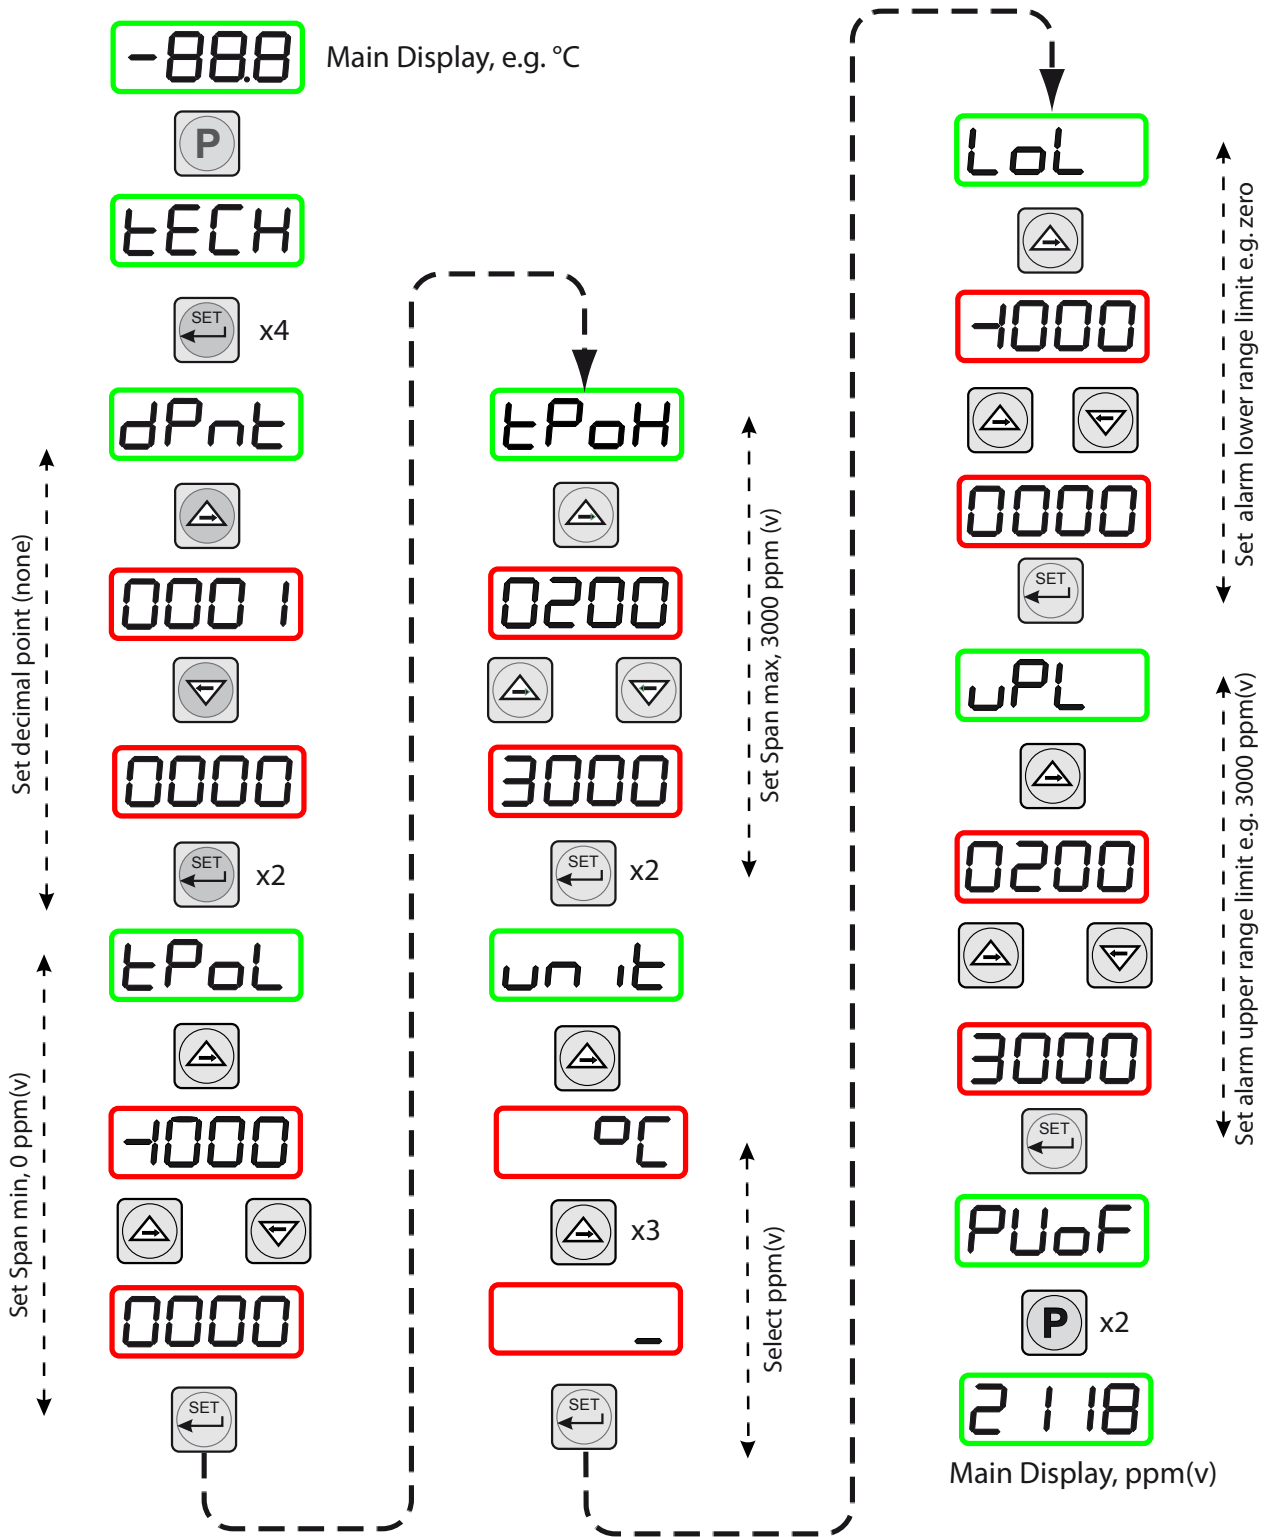 -88.8
Main Display, e.g. °C
P
tECH
SET
x4
dPnt
0001
0000
SET
x2
Set decimal point (none)
tPoL
-1000
0000
SET
Set Span min, 0 ppm(v)
tPoH
0200
3000
SET
x2
Set Span max, 3000 ppm (v)
unit
°C
x3
_
SET
Select ppm(v)
LoL
-1000
0000
SET
Set alarm lower range limit e.g. zero
uPL
0200
3000
SET
Set alarm upper range limit e.g. 3000 ppm(v)
PUoF
P
x2
2118
Main Display, ppm(v)